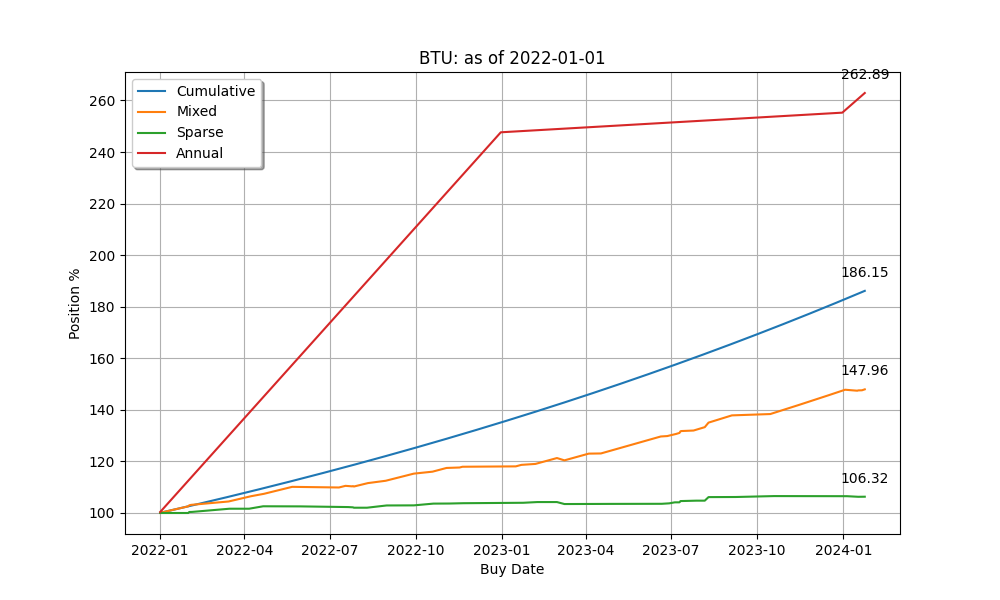 BTU: as of 2022-01-01
Cumulative
Mixed
Sparse
Annual
262.89
186.15
147.96
106.32
260
240
220
200
180
160
140
120
100
Position %
2022-01 2022-04 2022-07 2022-10 2023-01 2023-04 2023-07 2023-10 2024-01
Buy Date